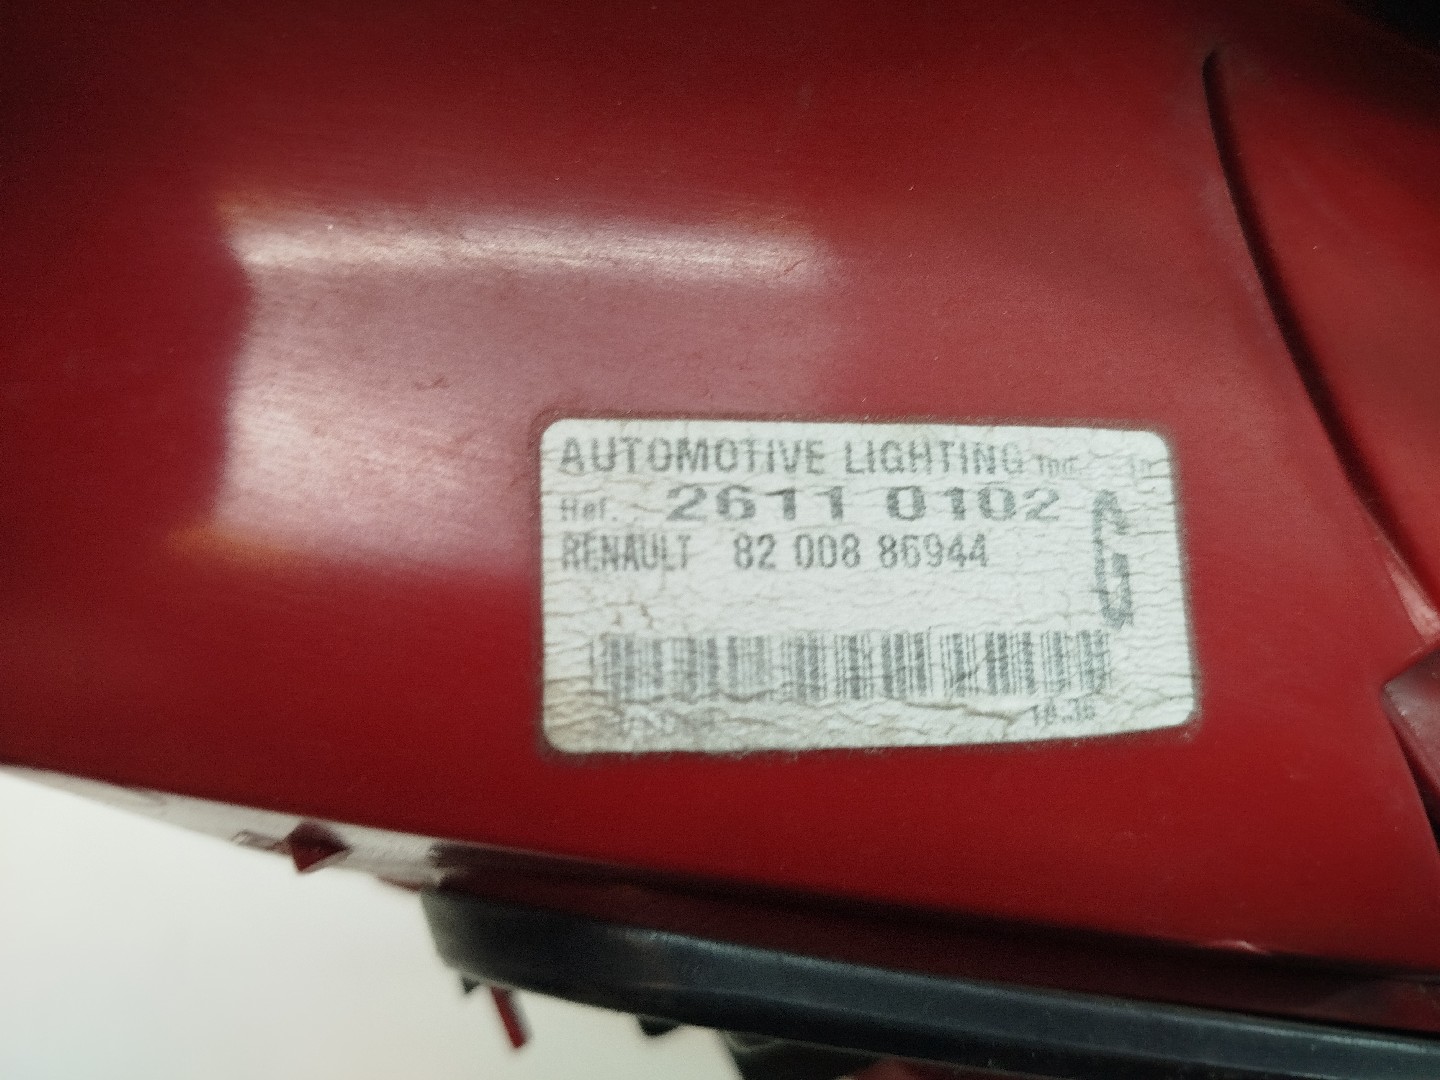 AUTOMOTIVE LIGHTING
Ref. 2611 0102 G
RENAULT 82 008 86944